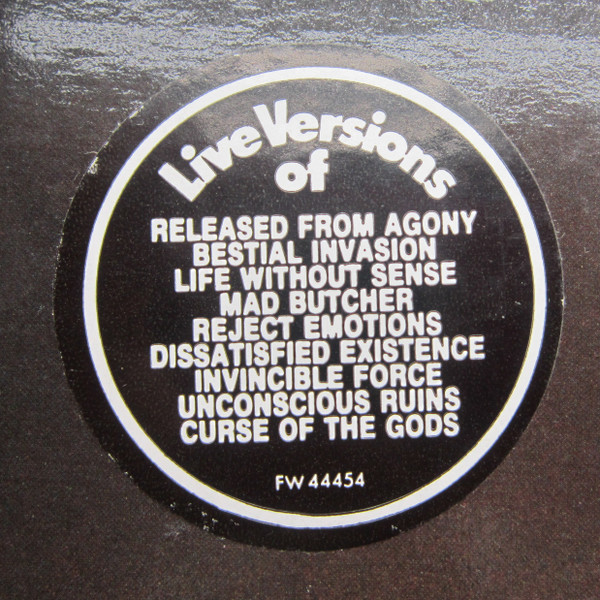 Live Versions
of
RELEASED FROM AGONY
BESTIAL INVASION
LIFE WITHOUT SENSE
MAD BUTCHER
REJECT EMOTIONS
DISSATISFIED EXISTENCE
INVINCIBLE FORCE
UNCONSCIOUS RUINS
CURSE OF THE GODS
FW 44454